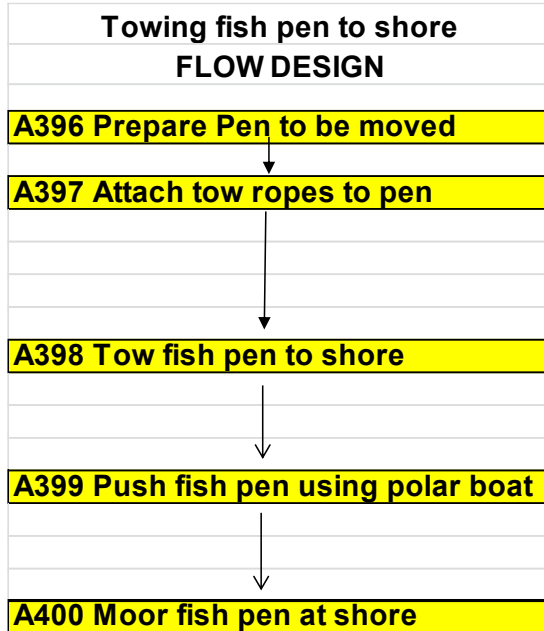 Towing fish pen to shore
FLOW DESIGN
A396 Prepare Pen to be moved
A397 Attach tow ropes to pen
A398 Tow fish pen to shore
A399 Push fish pen using polar boat
A400 Moor fish pen at shore